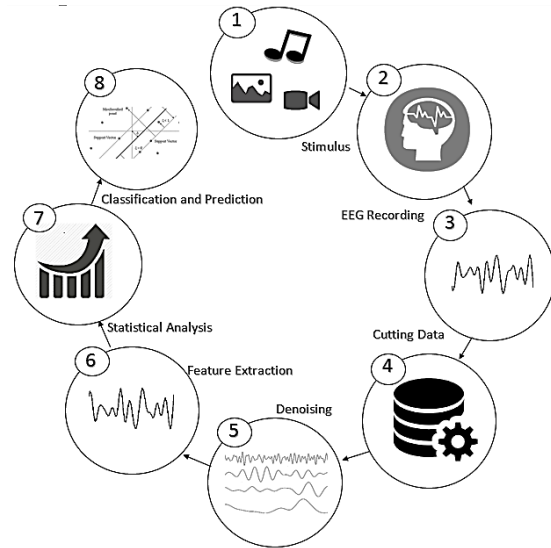 1
Stimulus
2
EEG Recording
3
Cutting Data
4
Denoising
5
Feature Extraction
6
Statistical Analysis
7
Classification and Prediction
8